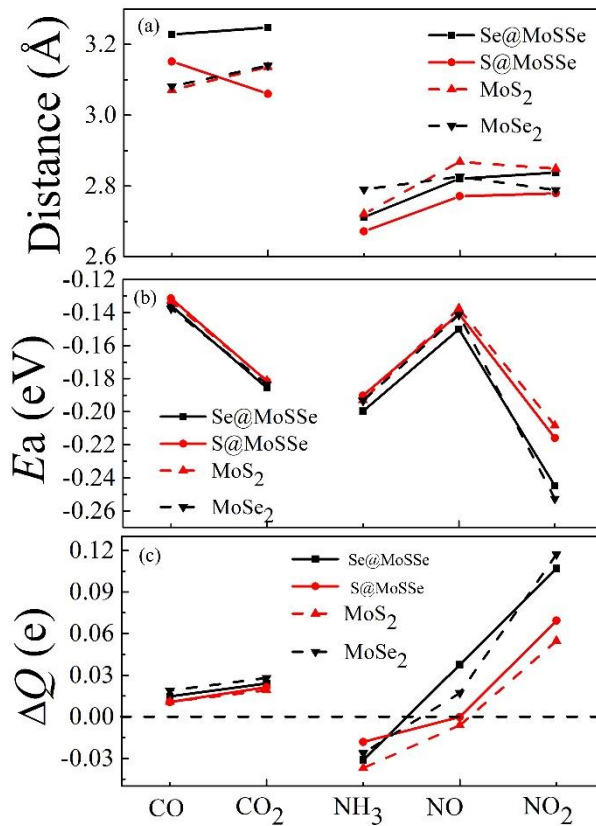 (a)
Distance (Å)
3.2
3.0
2.8
2.6
Se@MoSSe
S@MoSSe
MoS₂
MoSe₂
(b)
Ea (eV)
-0.12
-0.14
-0.16
-0.18
-0.20
-0.22
-0.24
-0.26
Se@MoSSe
S@MoSSe
MoS₂
MoSe₂
(c)
ΔQ (e)
0.12
0.09
0.06
0.03
0.00
-0.03
Se@MoSSe
S@MoSSe
MoS₂
MoSe₂
CO CO₂ NH₃ NO NO₂